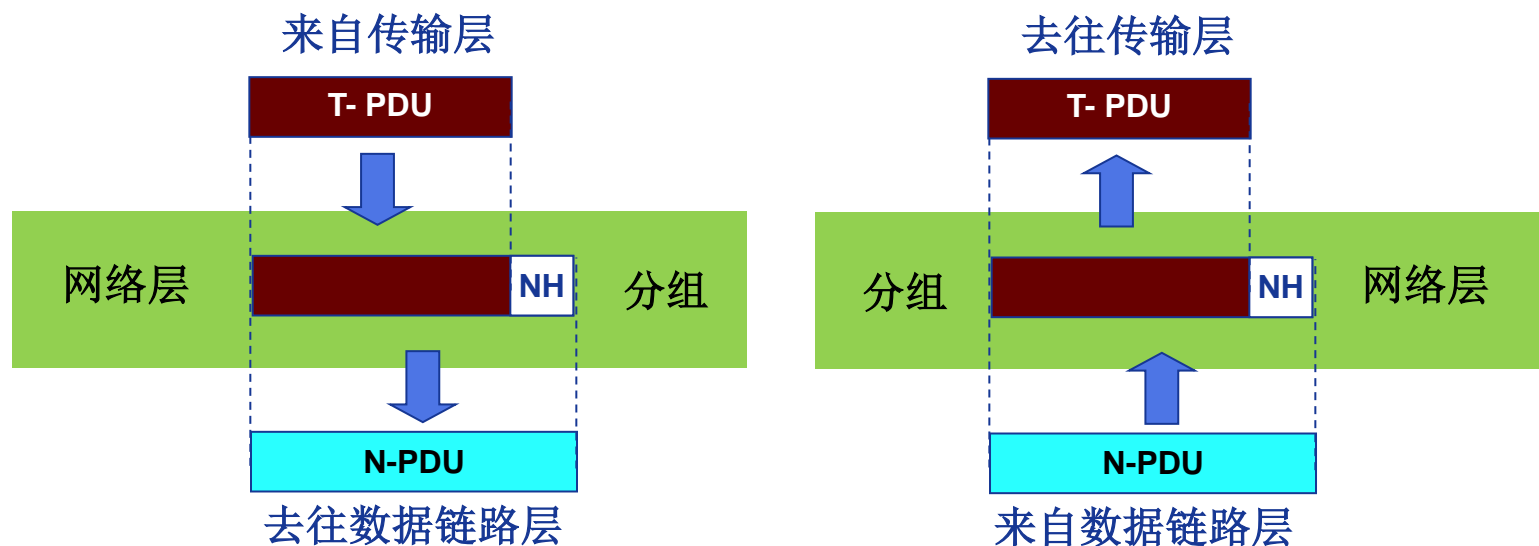 来自传输层
T- PDU
网络层
NH
分组
N-PDU
去往数据链路层
去往传输层
T- PDU
分组
NH
网络层
N-PDU
来自数据链路层